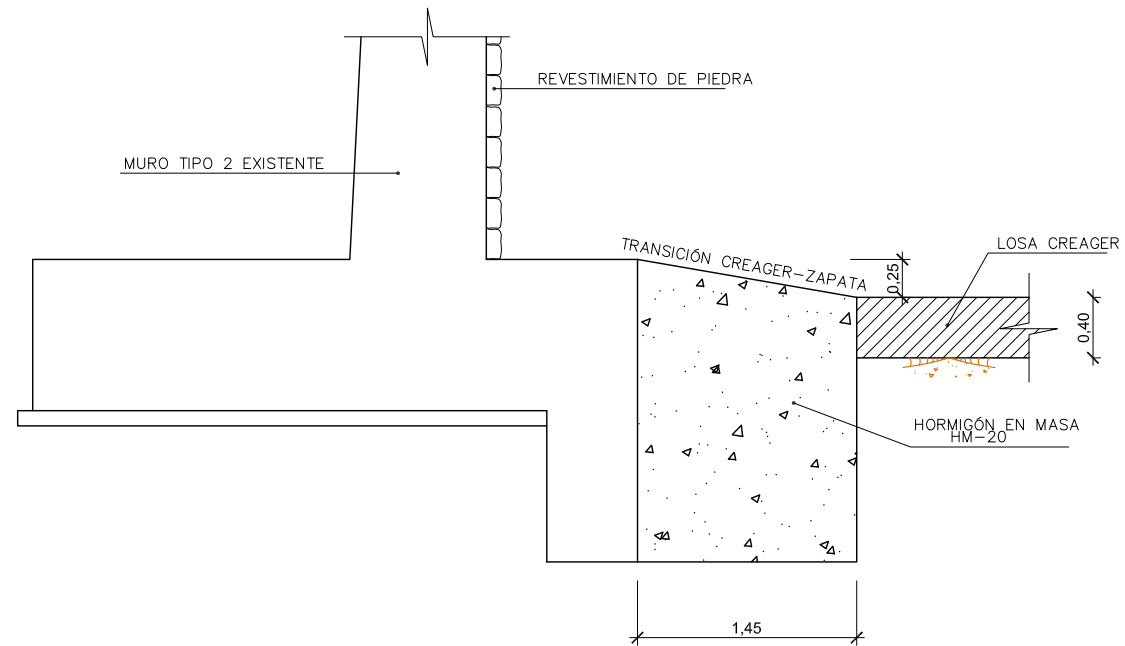 REVESTIMIENTO DE PIEDRA
MURO TIPO 2 EXISTENTE
TRANSICIÓN CREAGER-ZAPATA
LOSA CREAGER
0,25
0,40
HORMIGÓN EN MASA
HM-20
1,45